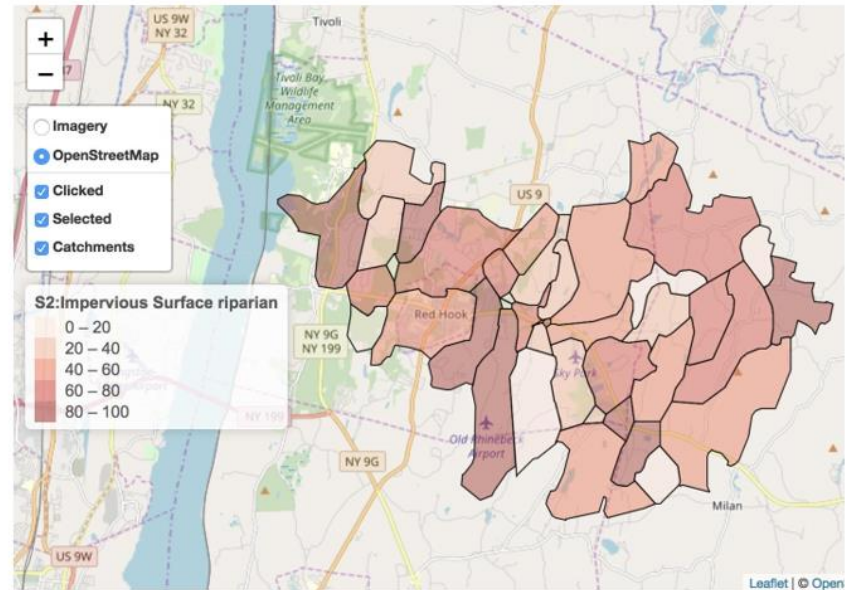 US 9W
NY 32
Tivoli
+
−
Tivoli Bay
Wildlife
Management
Area
NY 32
Imagery
OpenStreetMap
Clicked
Selected
Catchments
US 9
S2:Impervious Surface riparian
0 – 20
20 – 40
40 – 60
60 – 80
80 – 100
Red Hook
NY 9G
NY 199
Sky Park
NY 199
Old Rhinebeck
Airport
NY 9G
Milan
US 9W
Leaflet | © Open